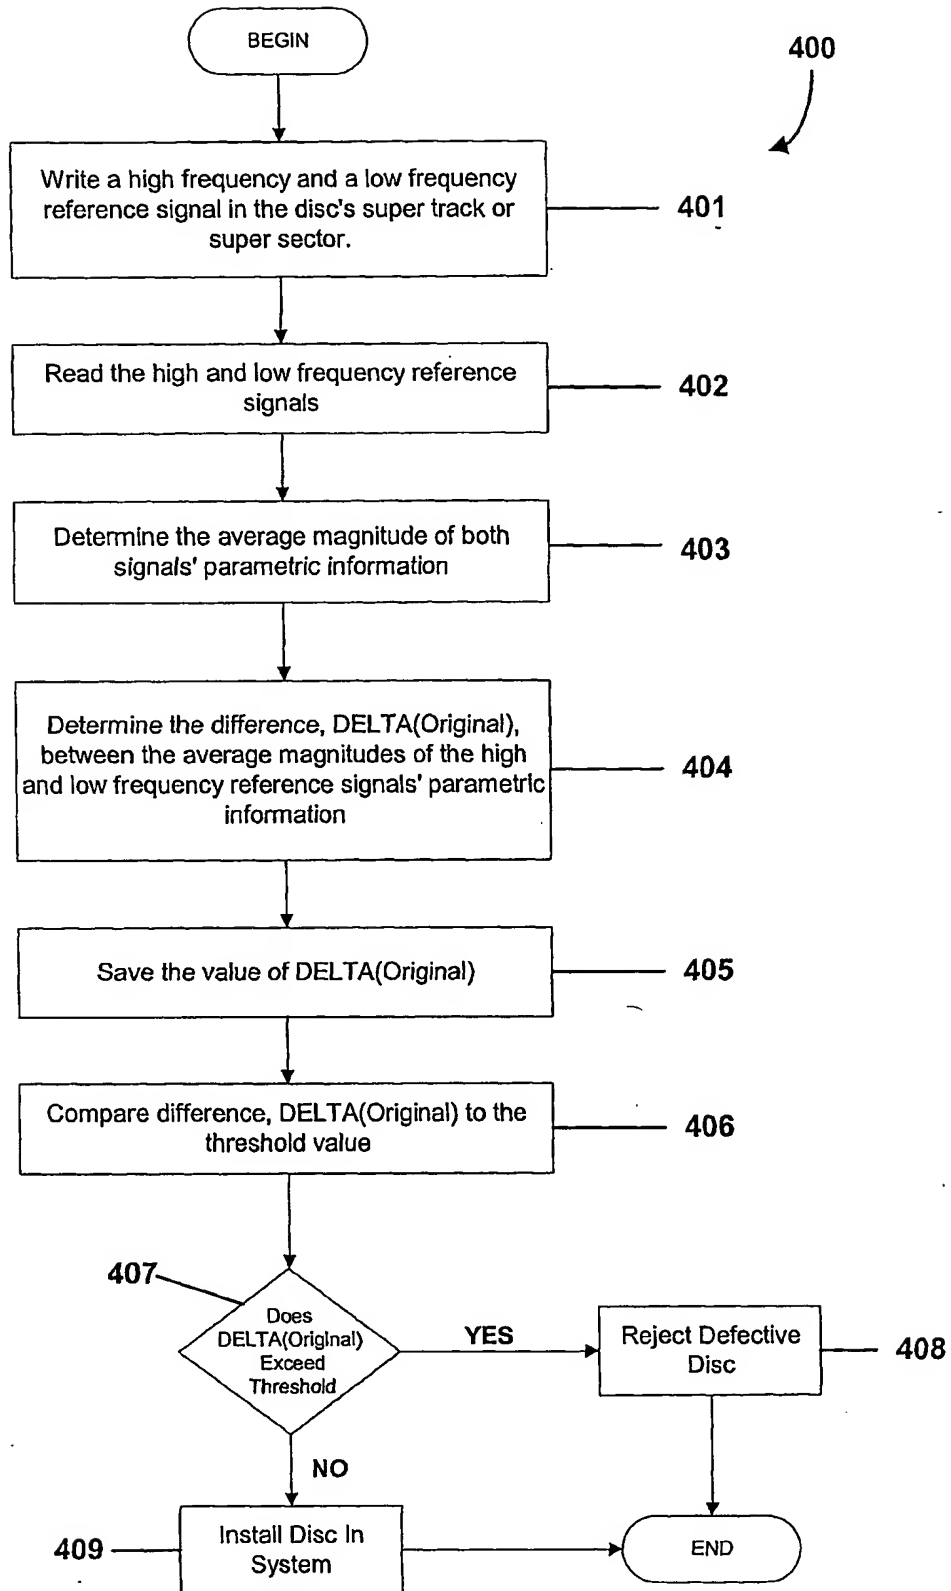 BEGIN
400
Write a high frequency and a low frequency
reference signal in the disc's super track or
super sector.
401
Read the high and low frequency reference
signals
402
Determine the average magnitude of both
signals' parametric information
403
Determine the difference, DELTA(Original),
between the average magnitudes of the high
and low frequency reference signals' parametric
information
404
Save the value of DELTA(Original)
405
Compare difference, DELTA(Original) to the
threshold value
406
407
Does
DELTA(Original)
Exceed
Threshold
YES
Reject Defective
Disc
408
NO
409
Install Disc In
System
END